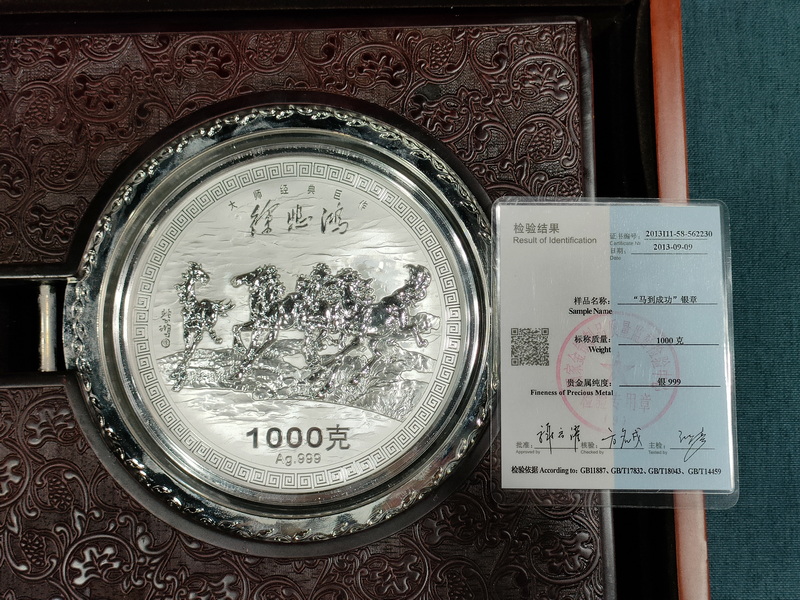 大师经典巨作
徐悲鸿
悲鸿
1000克
Ag.999
检验结果
Result of Identification
证书编号: 2013I11-58-562230
Certificate No
日期: 2013-09-09
Date
样品名称: “马到成功”银章
Sample Name
标称质量: 1000 克
Weight
贵金属纯度: 银 999
Fineness of Precious Metal
批准: 核验: 主检:
Approved by Checked by Tested by
检验依据 According to: GB11887、GB/T17832、GB/T18043、GB/T14459